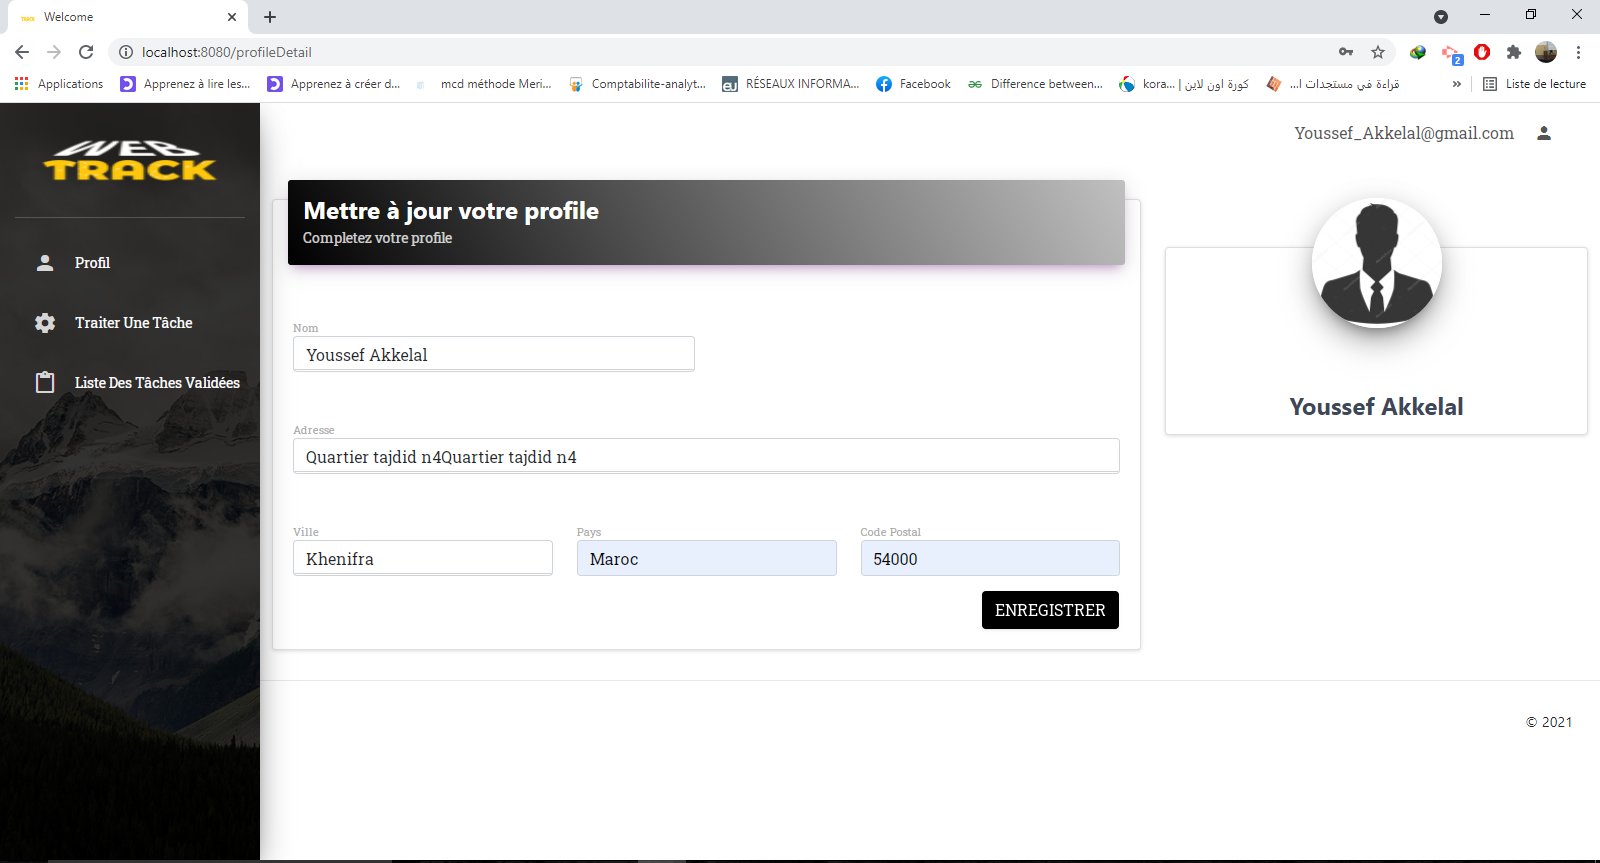 Welcome
localhost:8080/profileDetail
2
Applications
Apprenez à lire les...
Apprenez à créer d...
mcd méthode Meri...
Comptabilite-analyt...
RÉSEAUX INFORMA...
Facebook
Difference between...
kora... | كورة اون لاين
قراءة في مستجدات ا...
»
Liste de lecture
WEB
TRACK
Youssef_Akkelal@gmail.com
Profil
Traiter Une Tâche
Liste Des Tâches Validées
Mettre à jour votre profile
Completez votre profile
Nom
Youssef Akkelal
Adresse
Quartier tajdid n4Quartier tajdid n4
Ville
Pays
Code Postal
Khenifra
Maroc
54000
ENREGISTRER
Youssef Akkelal
© 2021